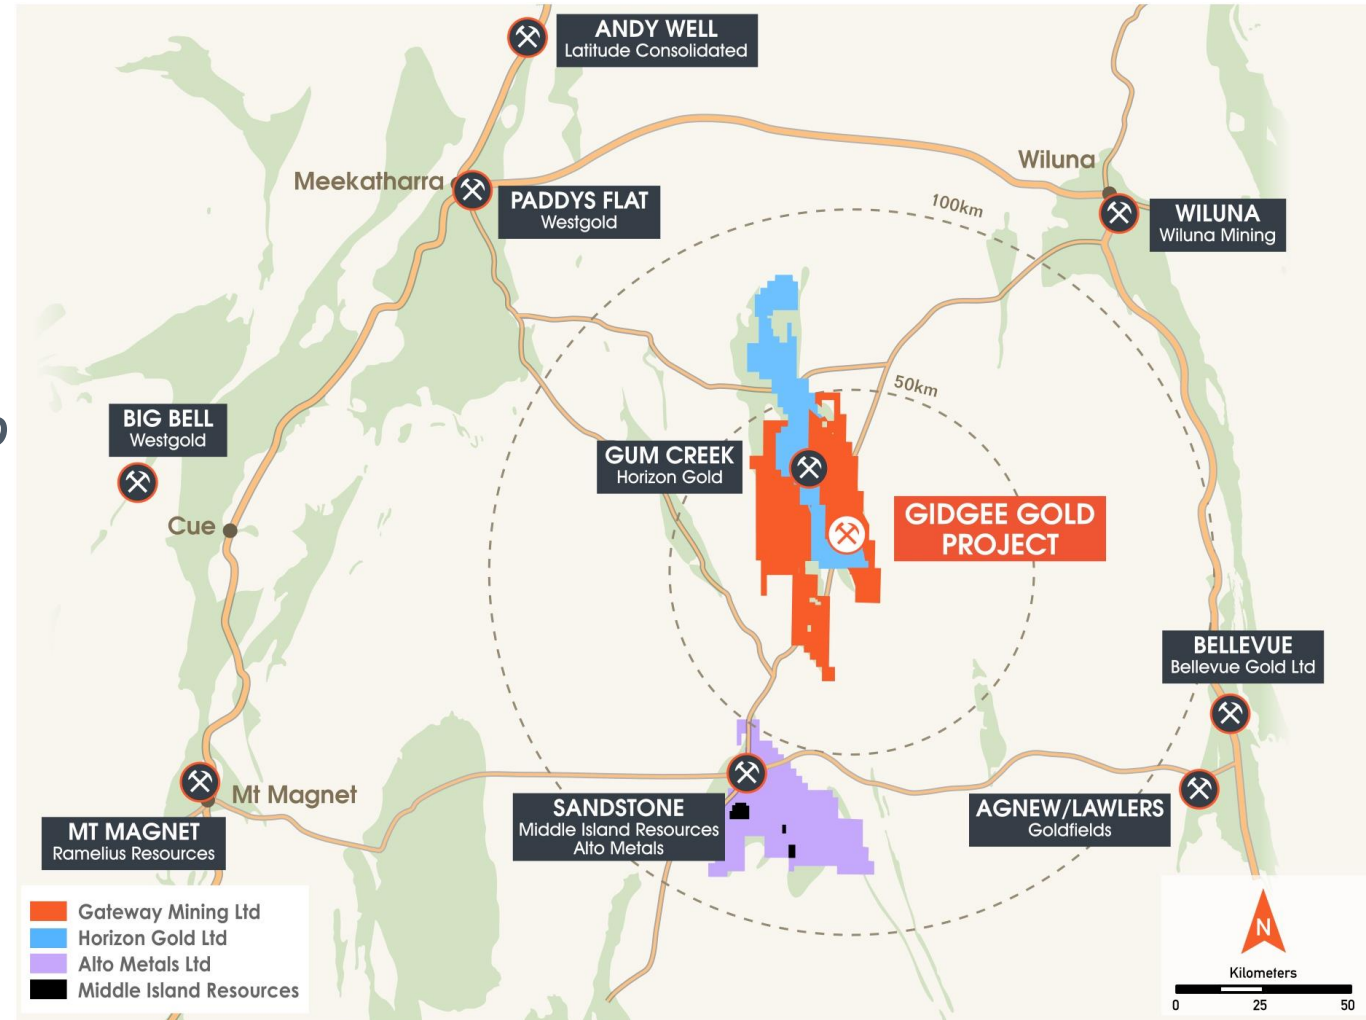 ANDY WELL
Latitude Consolidated
Meekatharra
PADDYS FLAT
Westgold
Wiluna
WILUNA
Wiluna Mining
100km
50km
BIG BELL
Westgold
GUM CREEK
Horizon Gold
Cue
GIDGEE GOLD
PROJECT
BELLEVUE
Bellevue Gold Ltd
Mt Magnet
MT MAGNET
Ramelius Resources
SANDSTONE
Middle Island Resources
Alto Metals
AGNEW/LAWLERS
Goldfields
Gateway Mining Ltd
Horizon Gold Ltd
Alto Metals Ltd
Middle Island Resources
N
Kilometers
0 25 50